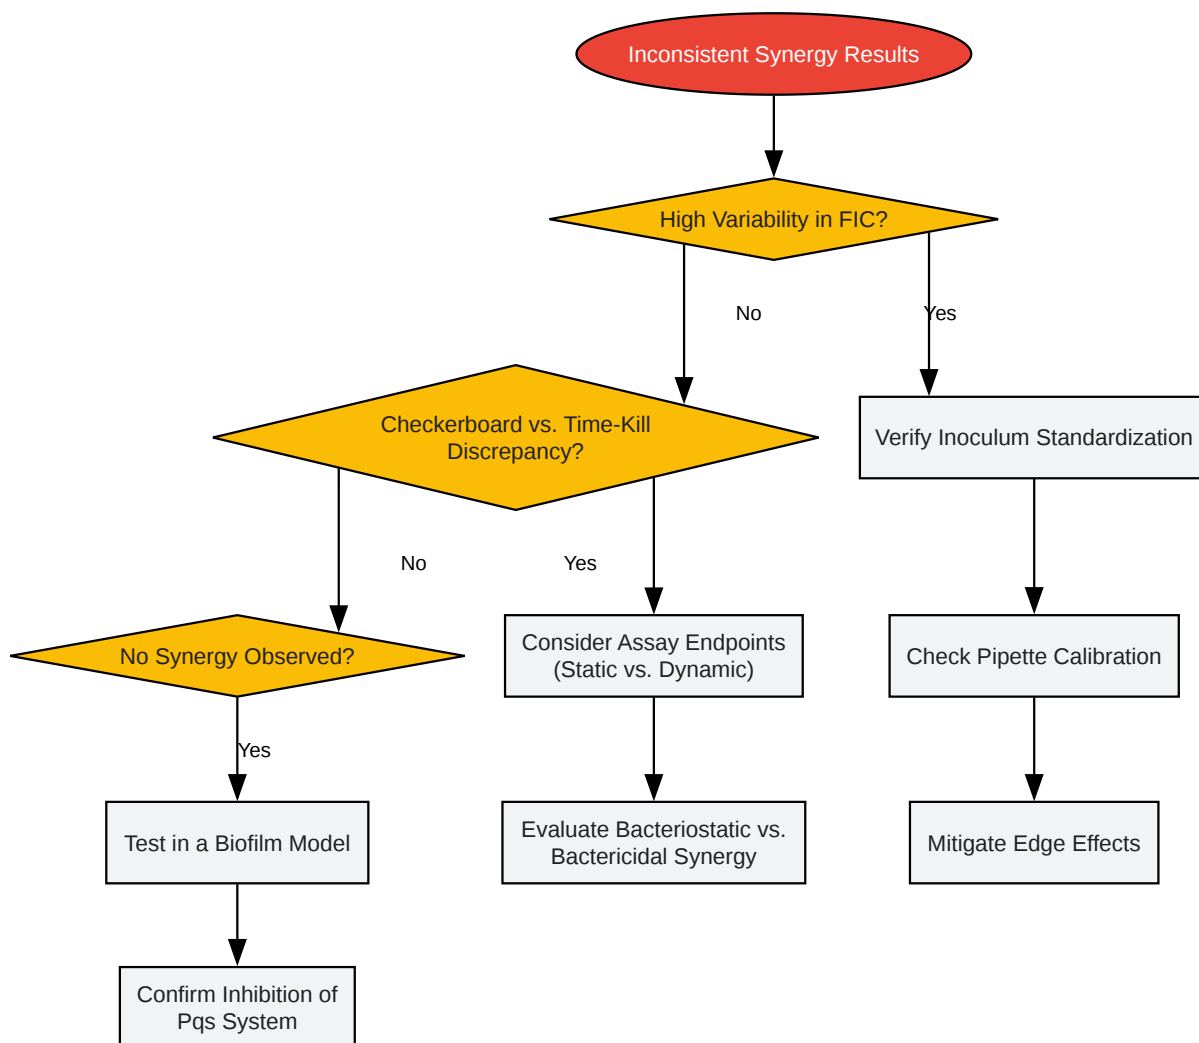 Inconsistent Synergy Results
High Variability in FIC?
No
Yes
Checkerboard vs. Time-Kill
Discrepancy?
Verify Inoculum Standardization
No
Yes
No Synergy Observed?
Consider Assay Endpoints
(Static vs. Dynamic)
Check Pipette Calibration
Yes
Test in a Biofilm Model
Evaluate Bacteriostatic vs.
Bactericidal Synergy
Mitigate Edge Effects
Confirm Inhibition of
Pqs System